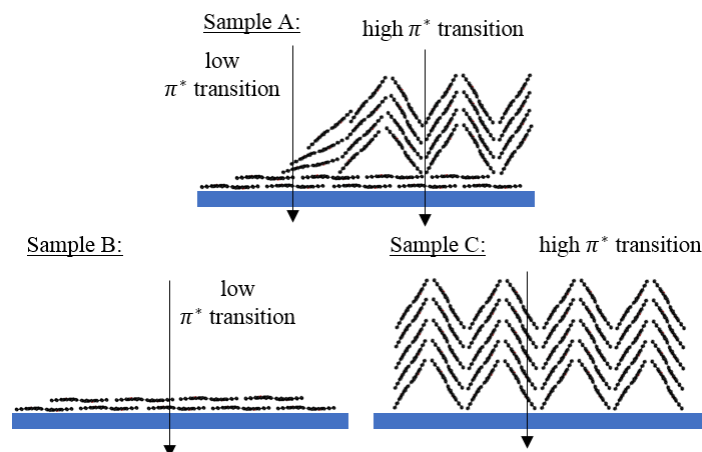 Sample A:
high π* transition
low
π* transition
Sample B:
low
π* transition
Sample C:
high π* transition